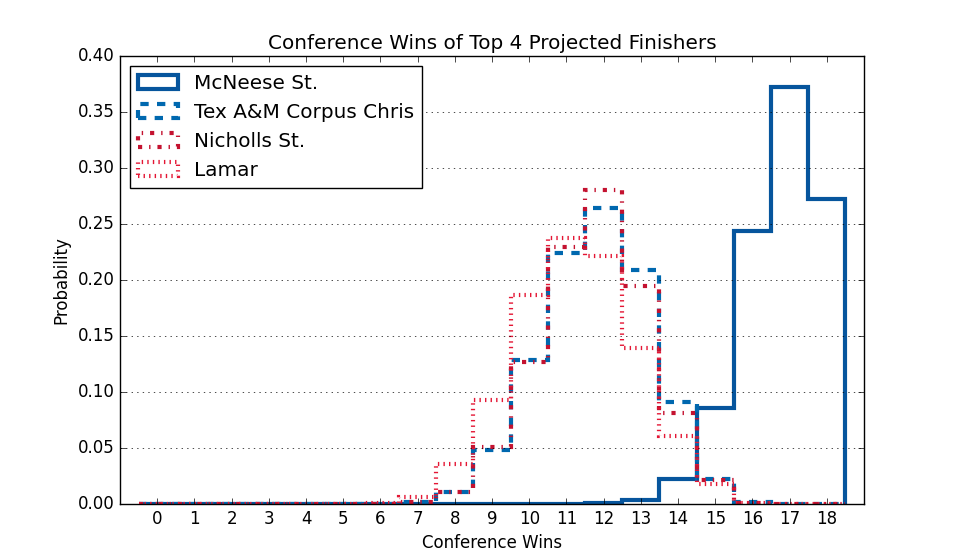 Conference Wins of Top 4 Projected Finishers
McNeese St.
Tex A&M Corpus Chris
Nicholls St.
Lamar
Probability
0.40
0.35
0.30
0.25
0.20
0.15
0.10
0.05
0.00
0 1 2 3 4 5 6 7 8 9 10 11 12 13 14 15 16 17 18
Conference Wins